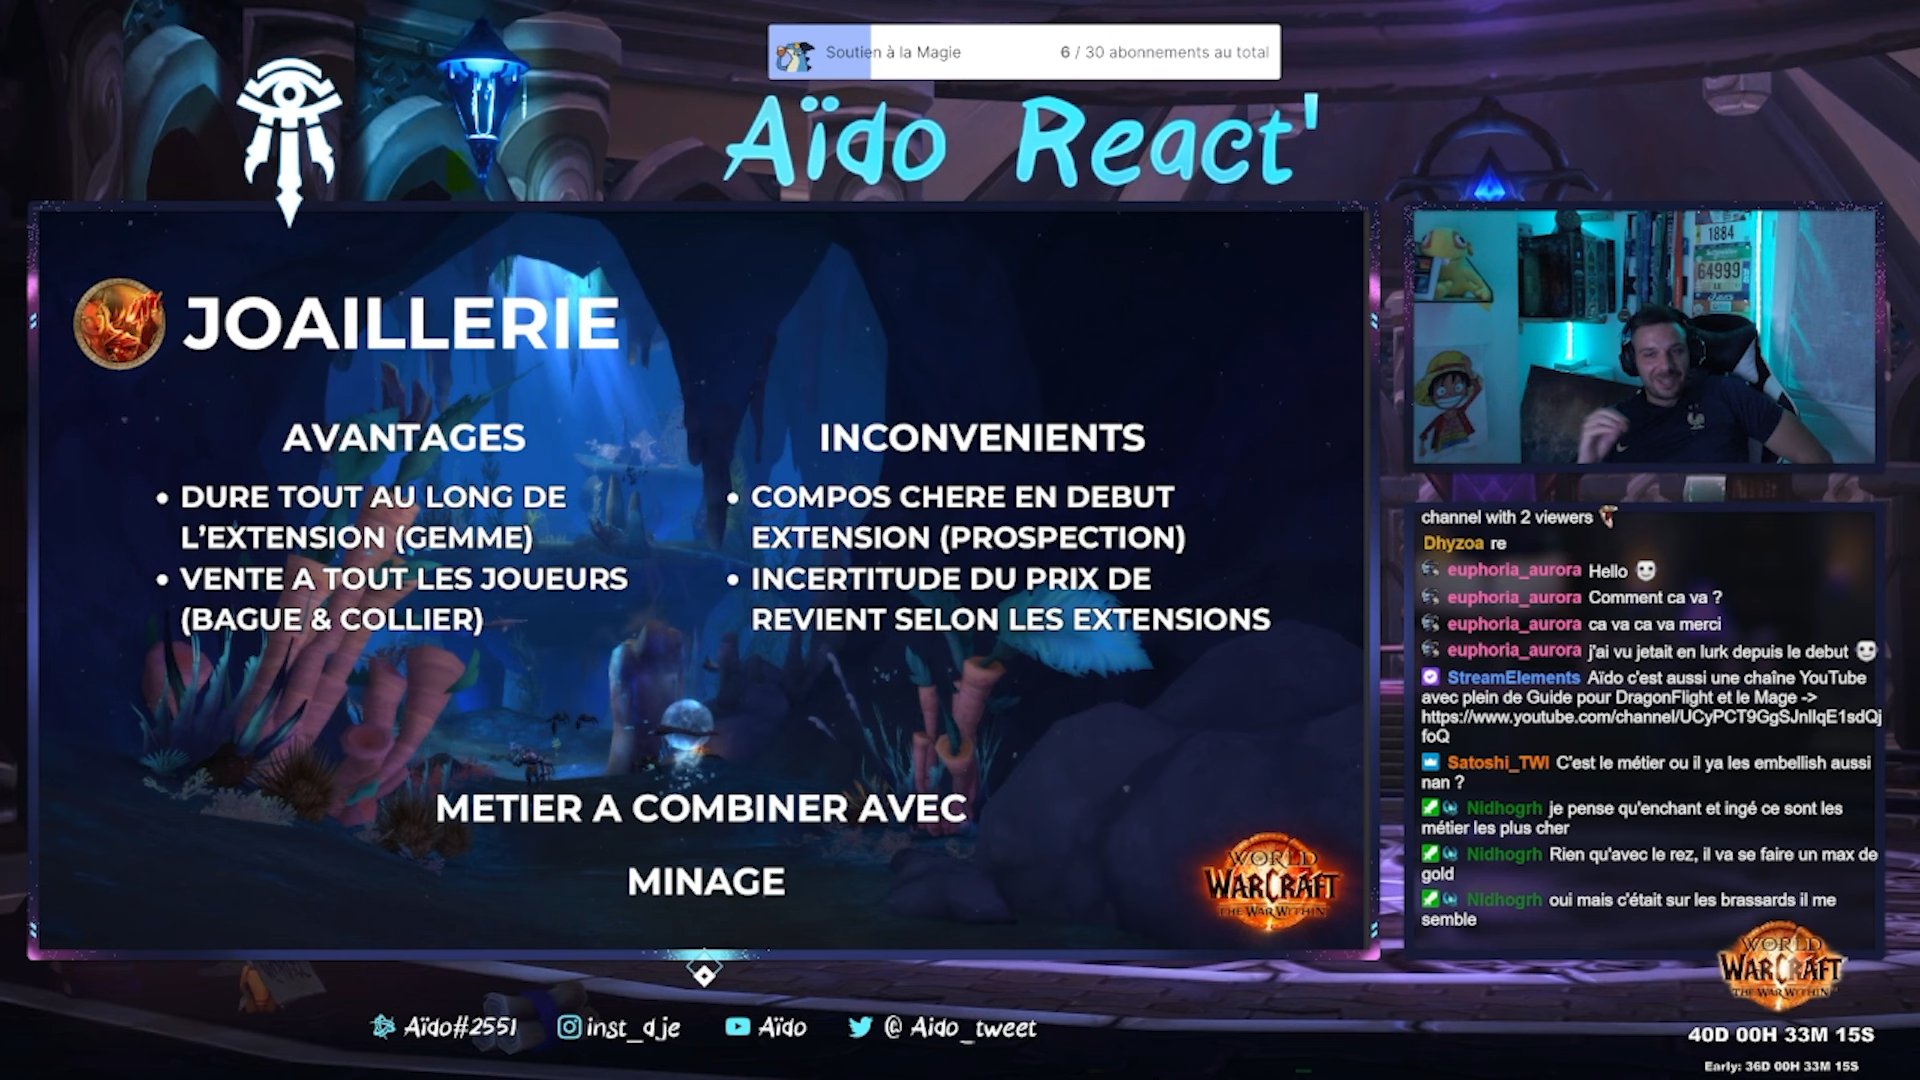 Soutien à la Magie
6 / 30 abonnements au total
Aïdo React'
JOAILLERIE
AVANTAGES
• DURE TOUT AU LONG DE
L'EXTENSION (GEMME)
• VENTE A TOUT LES JOUEURS
(BAGUE & COLLIER)
INCONVENIENTS
• COMPOS CHERE EN DEBUT
EXTENSION (PROSPECTION)
• INCERTITUDE DU PRIX DE
REVIENT SELON LES EXTENSIONS
METIER A COMBINER AVEC
MINAGE
WORLD
WARCRAFT
THE WAR WITHIN
1884
64999
channel with 2 viewers
Dhyzoa re
euphoria_aurora Hello
euphoria_aurora Comment ca va ?
euphoria_aurora ca va ca va merci
euphoria_aurora j'ai vu jetait en lurk depuis le debut
StreamElements Aïdo c'est aussi une chaîne YouTube
avec plein de Guide pour DragonFlight et le Mage ->
https://www.youtube.com/channel/UCyPCT9GgSJnIlqE1sdQj
foQ
Satoshi_TWI C'est le métier ou il ya les embellish aussi
nan ?
Nidhogrh je pense qu'enchant et ingé ce sont les
métier les plus cher
Nidhogrh Rien qu'avec le rez, il va se faire un max de
gold
Nidhogrh oui mais c'était sur les brassards il me
semble
WORLD
WARCRAFT
THE WAR WITHIN
Aïdo#2551
inst_dje
Aïdo
@ Aido_tweet
40D 00H 33M 15S
Early: 36D 00H 33M 15S